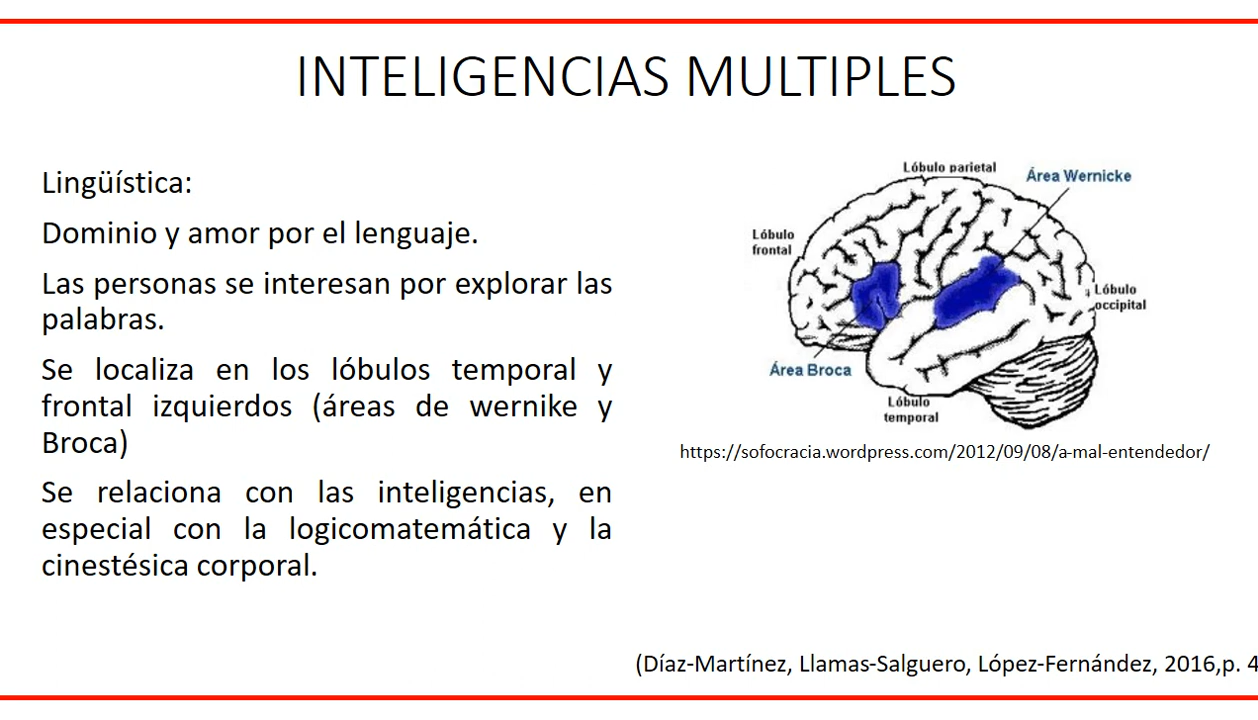 INTELIGENCIAS MULTIPLES
Lingüística:
Dominio y amor por el lenguaje.
Las personas se interesan por explorar las
palabras.
Se localiza en los lóbulos temporal y
frontal izquierdos (áreas de wernike y
Broca)
Se relaciona con las inteligencias, en
especial con la logicomatemática y la
cinestésica corporal.
Lóbulo parietal
Área Wernicke
Lóbulo
frontal
Lóbulo
occipital
Área Broca
Lóbulo
temporal
https://sofocracia.wordpress.com/2012/09/08/a-mal-entendedor/
(Díaz-Martínez, Llamas-Salguero, López-Fernández, 2016,p. 4